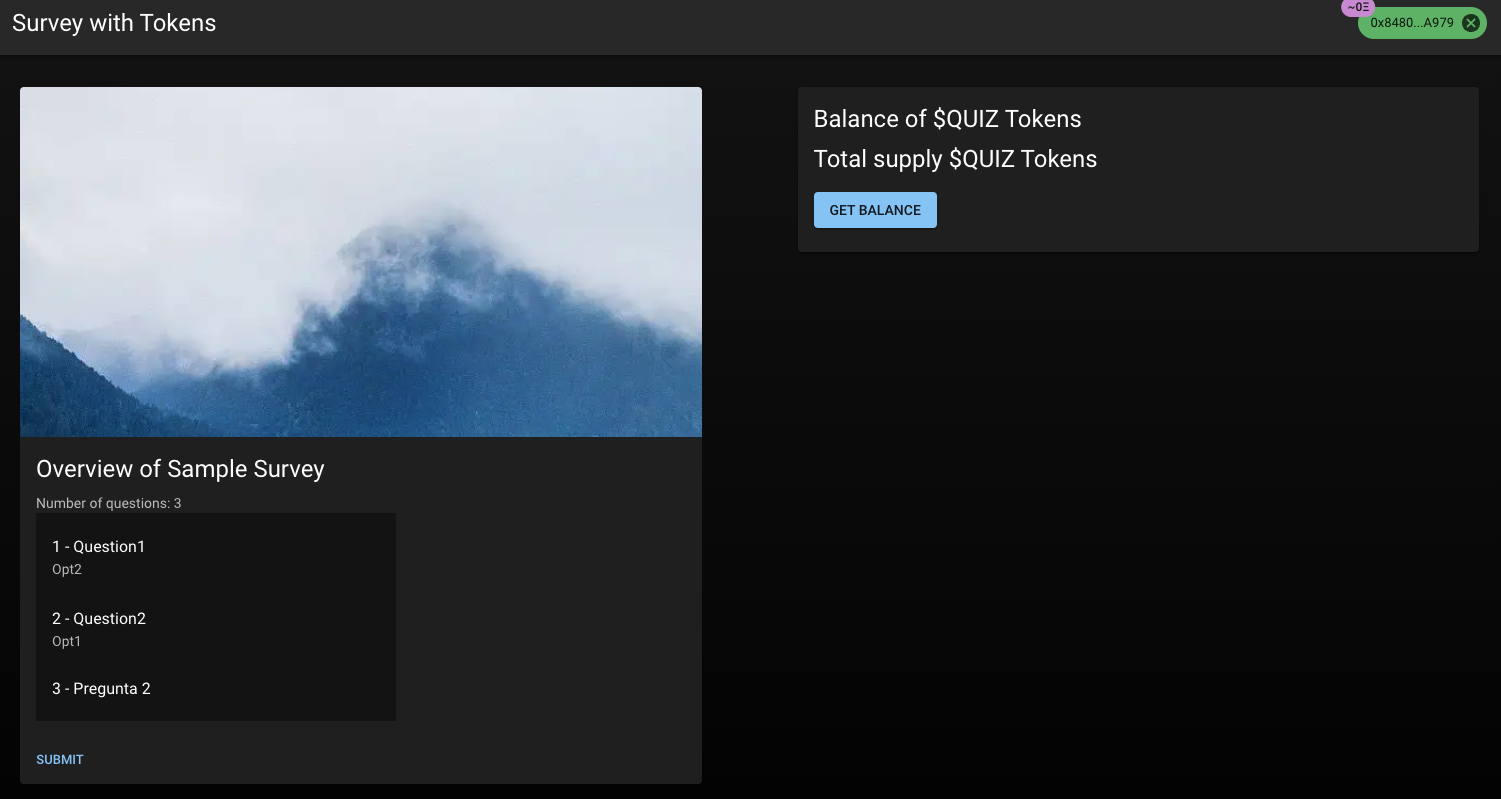 Survey with Tokens
~0Ξ
0x8480...A979
Overview of Sample Survey
Number of questions: 3
1 - Question1
Opt2
2 - Question2
Opt1
3 - Pregunta 2
SUBMIT
Balance of $QUIZ Tokens
Total supply $QUIZ Tokens
GET BALANCE